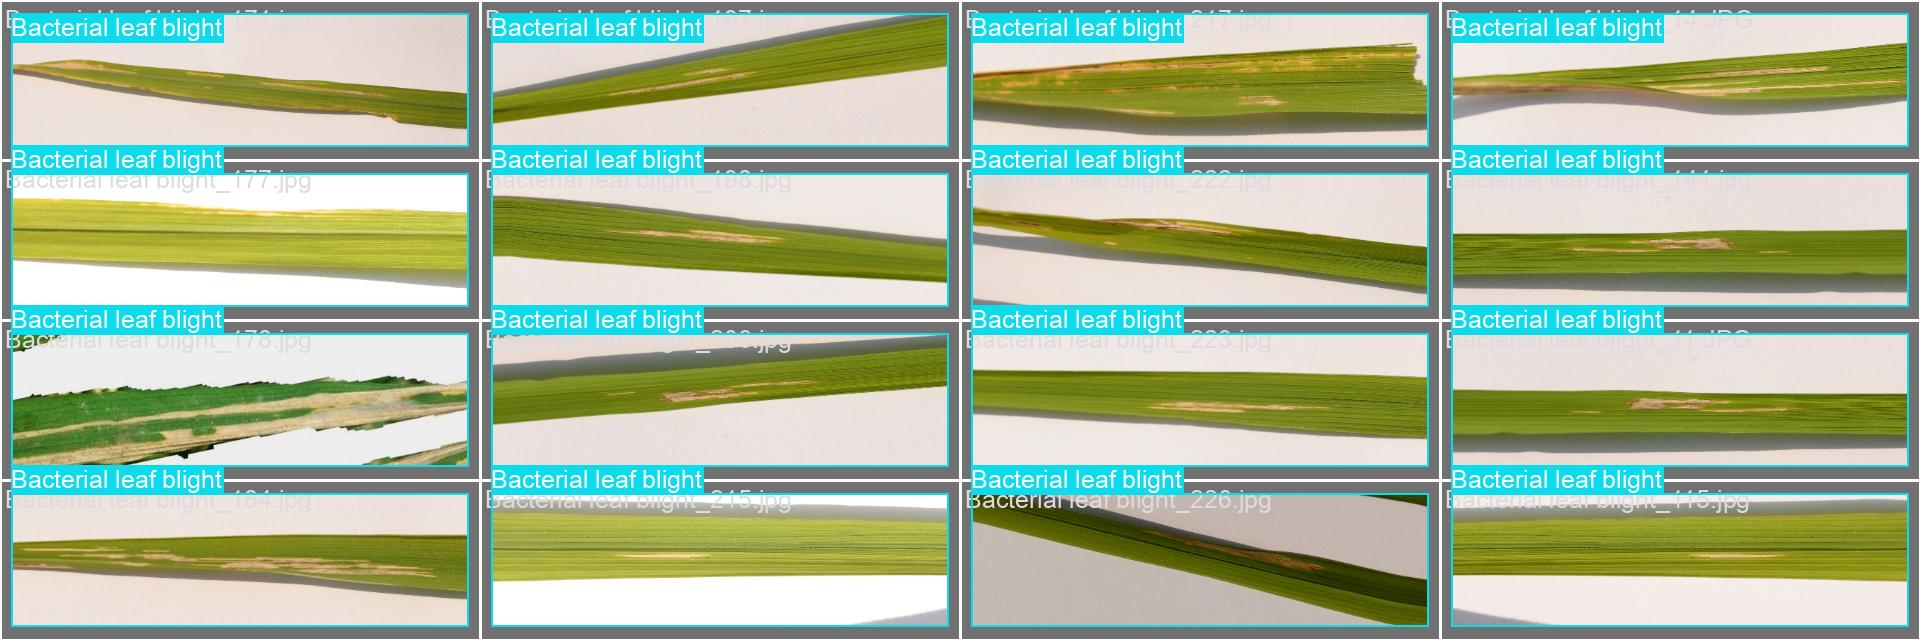 Bacterial leaf blight_171.jpg
Bacterial leaf blight
Bacterial leaf blight_197.jpg
Bacterial leaf blight
Bacterial leaf blight_217.jpg
Bacterial leaf blight
Bacterial leaf blight_14.JPG
Bacterial leaf blight
Bacterial leaf blight
Bacterial leaf blight_177.jpg
Bacterial leaf blight
Bacterial leaf blight_198.jpg
Bacterial leaf blight
Bacterial leaf blight_222.jpg
Bacterial leaf blight
Bacterial leaf blight_141.jpg
Bacterial leaf blight
Bacterial leaf blight_178.jpg
Bacterial leaf blight
Bacterial leaf blight
Bacterial leaf blight_223.jpg
Bacterial leaf blight
Bacterial leaf blight_11.JPG
Bacterial leaf blight
Bacterial leaf blight_184.jpg
Bacterial leaf blight
Bacterial leaf blight_215.jpg
Bacterial leaf blight
Bacterial leaf blight_226.jpg
Bacterial leaf blight
Bacterial leaf blight_115.jpg